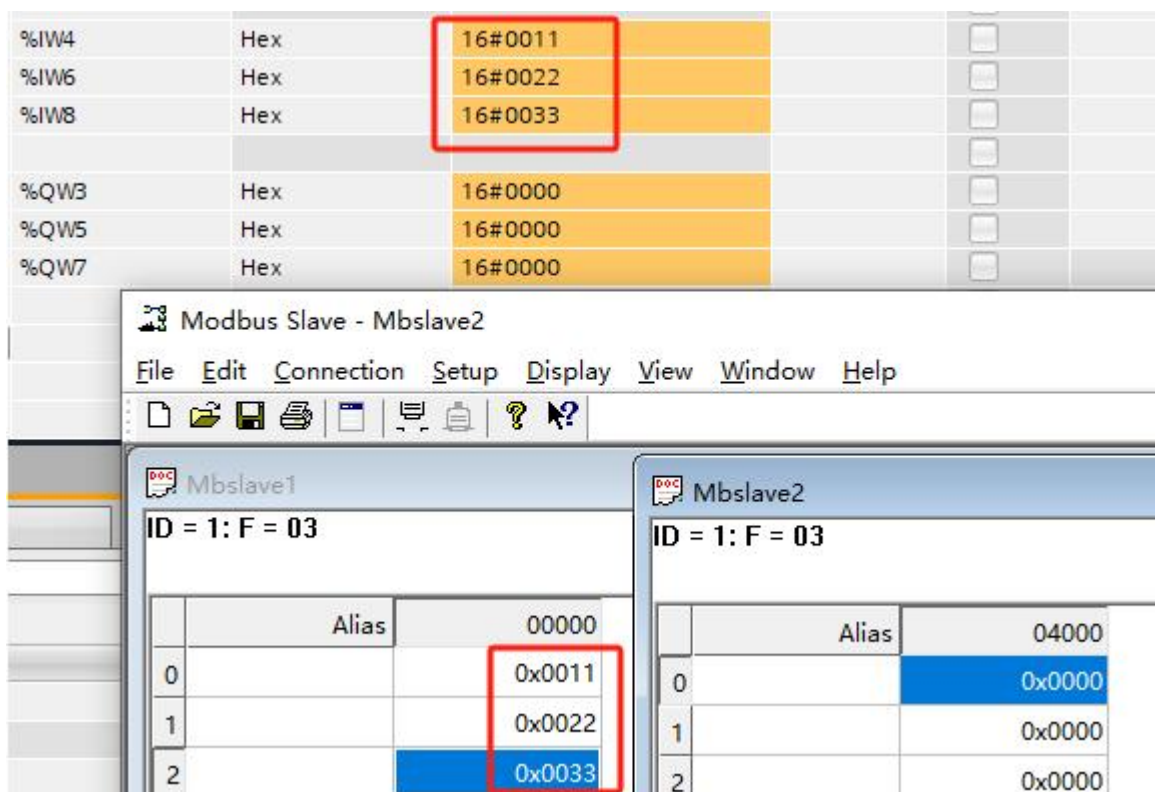 %IW4 Hex 16#0011
%IW6 Hex 16#0022
%IW8 Hex 16#0033
%QW3 Hex 16#0000
%QW5 Hex 16#0000
%QW7 Hex 16#0000
Modbus Slave - Mbslave2
File Edit Connection Setup Display View Window Help
Mbslave1
ID = 1: F = 03
Alias 00000
0 0x0011
1 0x0022
2 0x0033
Mbslave2
ID = 1: F = 03
Alias 04000
0 0x0000
1 0x0000
2 0x0000